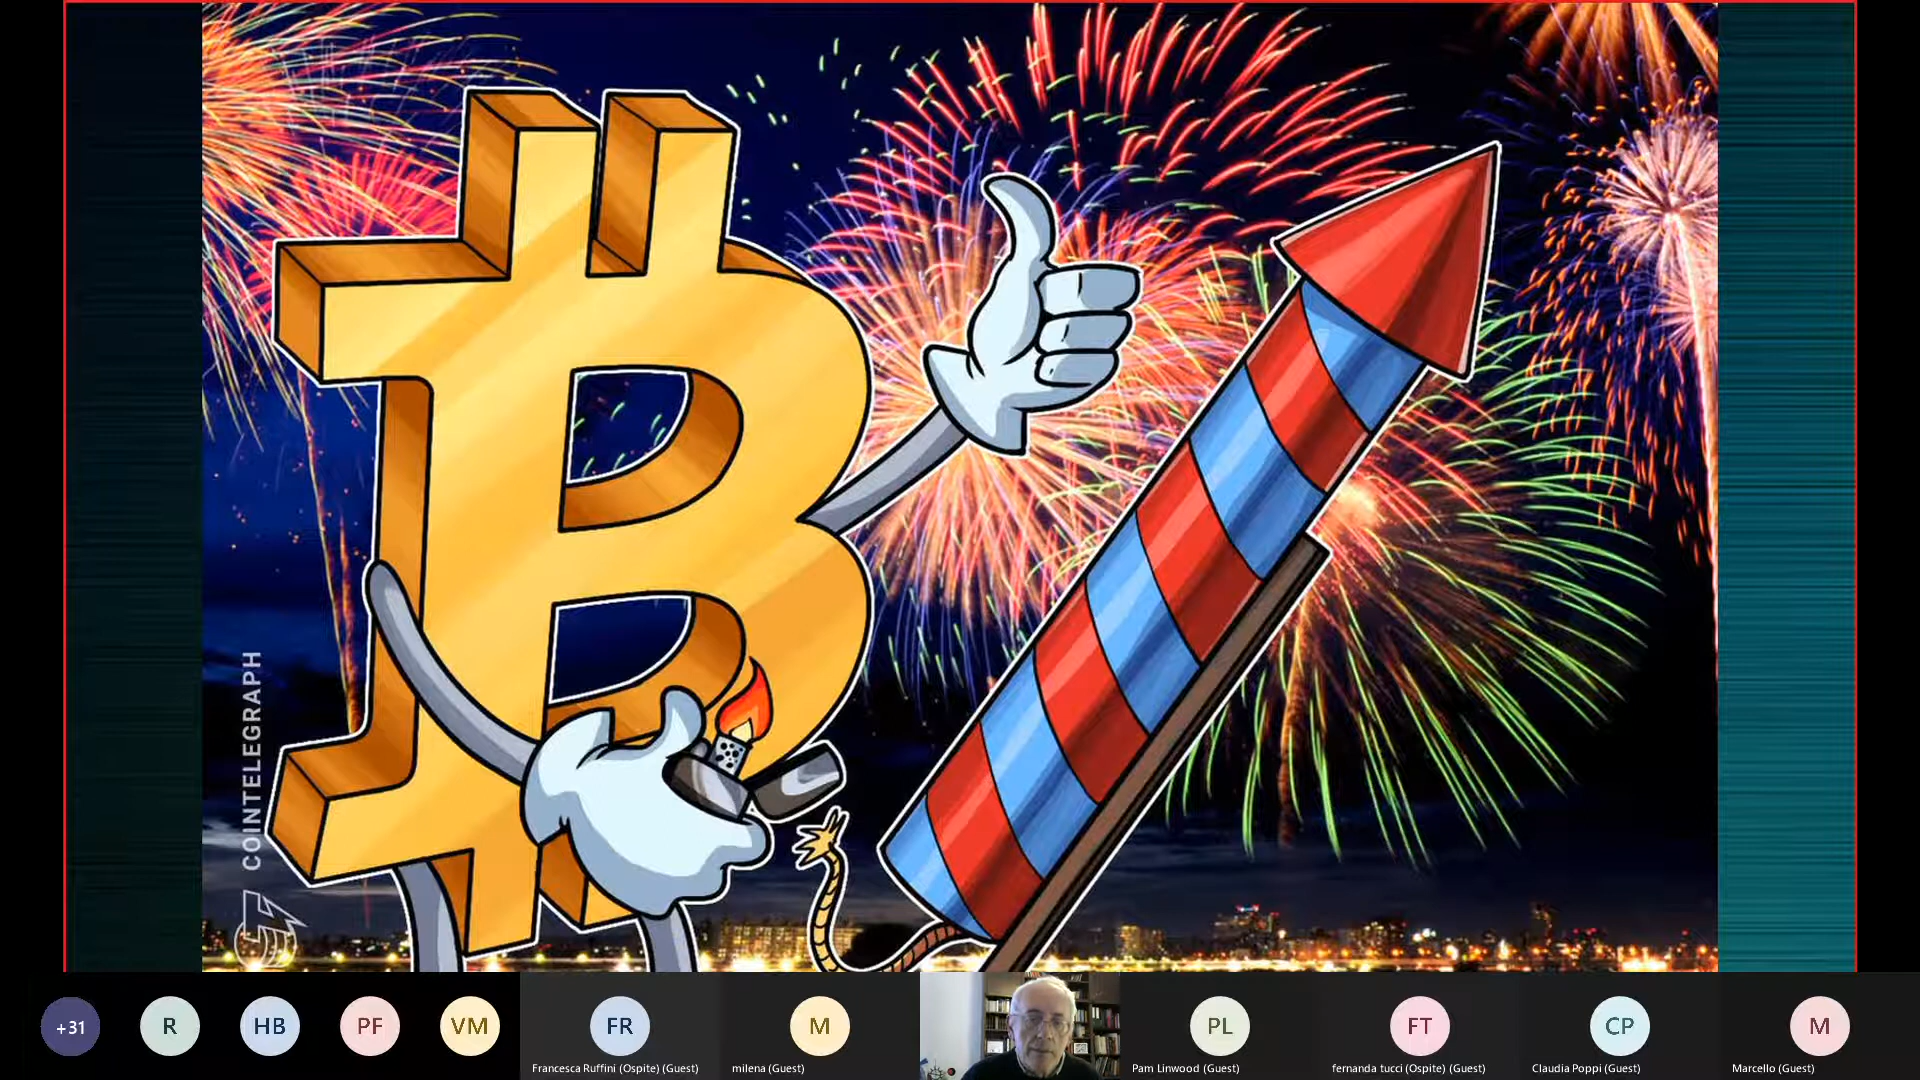 COINTELEGRAPH
+31
R
HB
PF
VM
FR
M
PL
FT
CP
M
Francesca Ruffini (Ospite) (Guest)
milena (Guest)
Pam Linwood (Guest)
fernanda tucci (Ospite) (Guest)
Claudia Poppi (Guest)
Marcello (Guest)